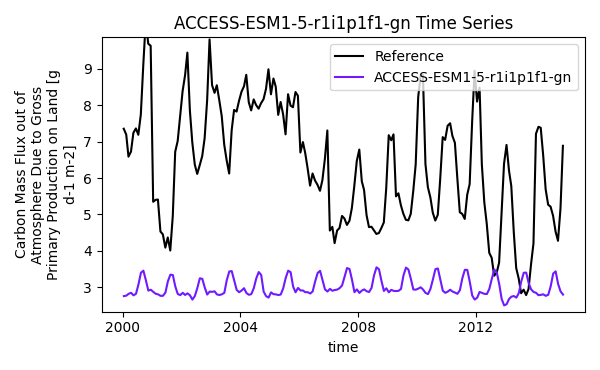 ACCESS-ESM1-5-r1i1p1f1-gn Time Series
Reference
ACCESS-ESM1-5-r1i1p1f1-gn
Carbon Mass Flux out of
Atmosphere Due to Gross
Primary Production on Land [g
d-1 m-2]
9
8
7
6
5
4
3
2000
2004
2008
2012
time